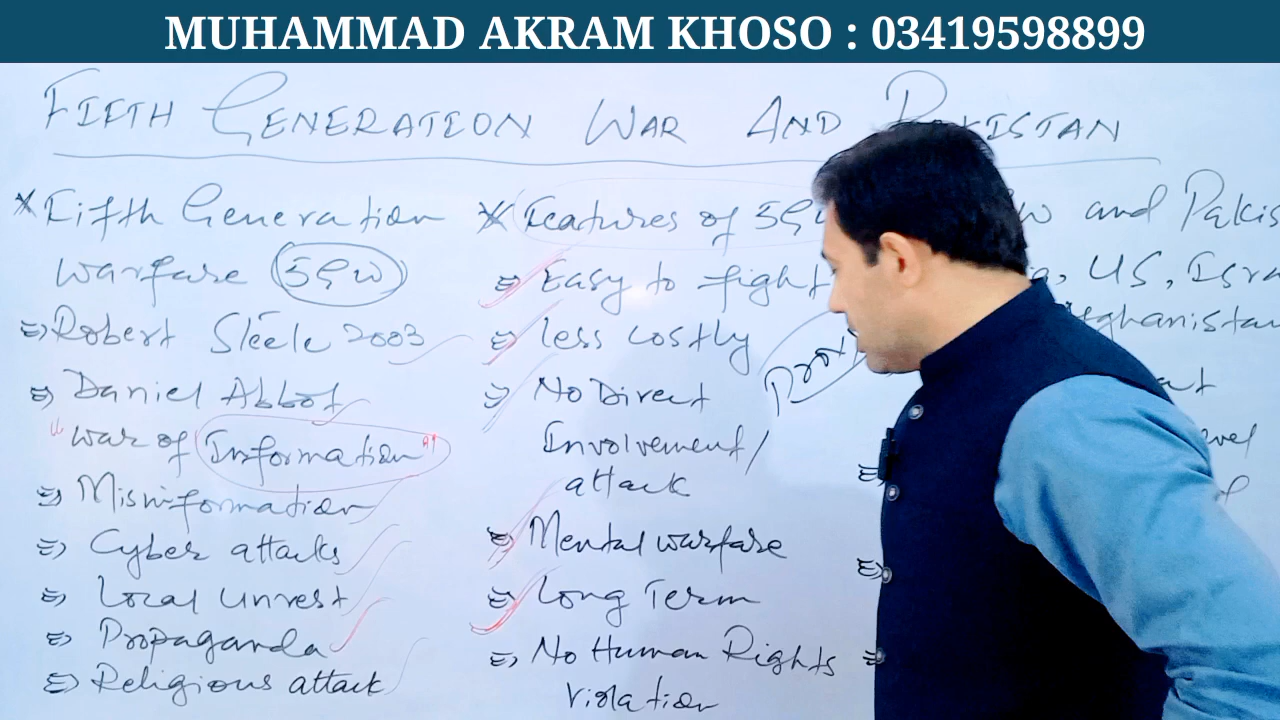 MUHAMMAD AKRAM KHOSO : 03419598899
FIFTH GENERATION WAR AND PAKISTAN
Fifth Generation
warfare (5GW)
Robert Steele 2003
Daniel Abbot
"war of Information"
Misinformation
Cyber attacks
Local Unrest
Propaganda
Religious attack
Features of 5GW
Easy to fight
less costly
No Direct
Involvement/
attack
Mental warfare
Long Term
No Human Rights
Violation
and Pakis
US, Isra